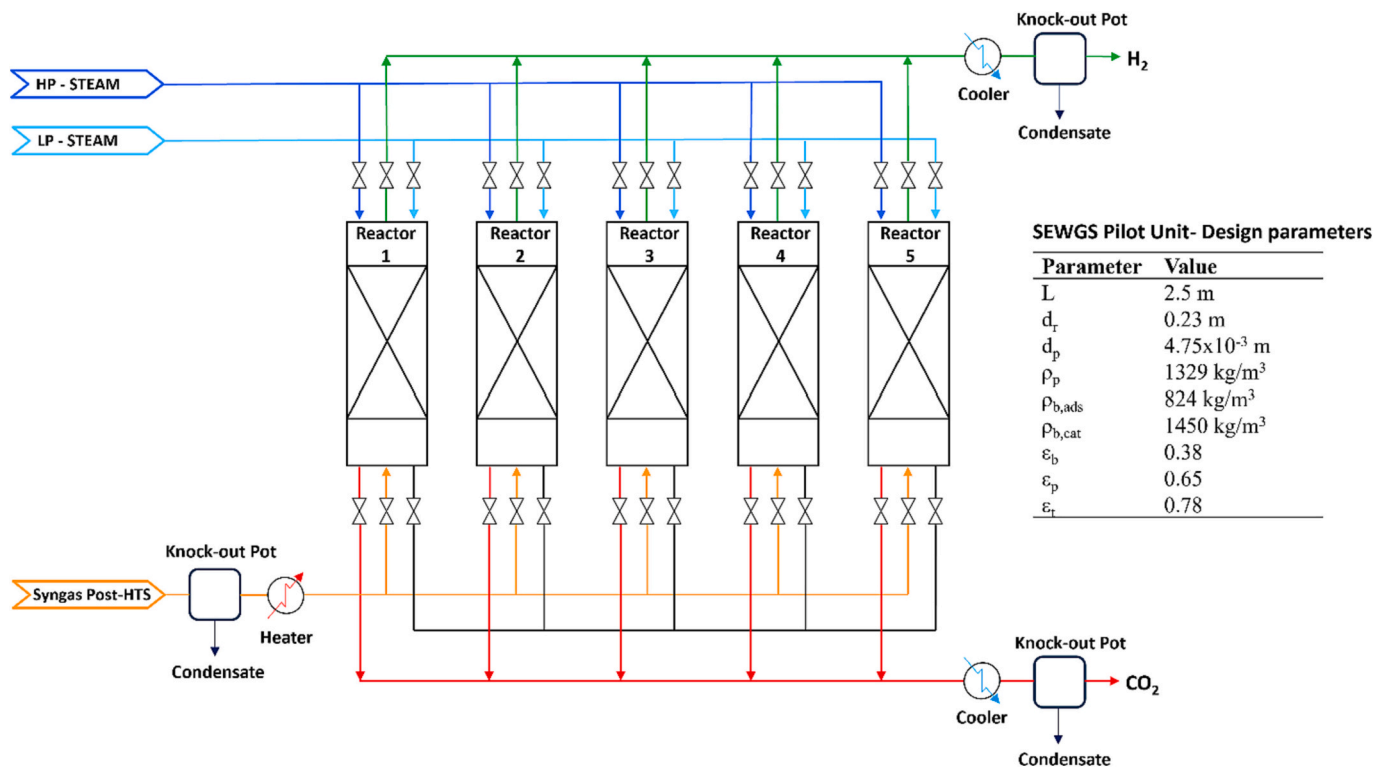 Knock-out Pot
HP - STEAM
H₂
Cooler
LP - STEAM
Condensate
Reactor
1
Reactor
2
Reactor
3
Reactor
4
Reactor
5
SEWGS Pilot Unit- Design parameters
Parameter Value
L 2.5 m
dᵣ 0.23 m
dₚ 4.75x10⁻³ m
ρₚ 1329 kg/m³
ρb,ads 824 kg/m³
ρb,cat 1450 kg/m³
εb 0.38
εₚ 0.65
εₜ 0.78
Knock-out Pot
Syngas Post-HTS
Heater
Condensate
Knock-out Pot
CO₂
Cooler
Condensate